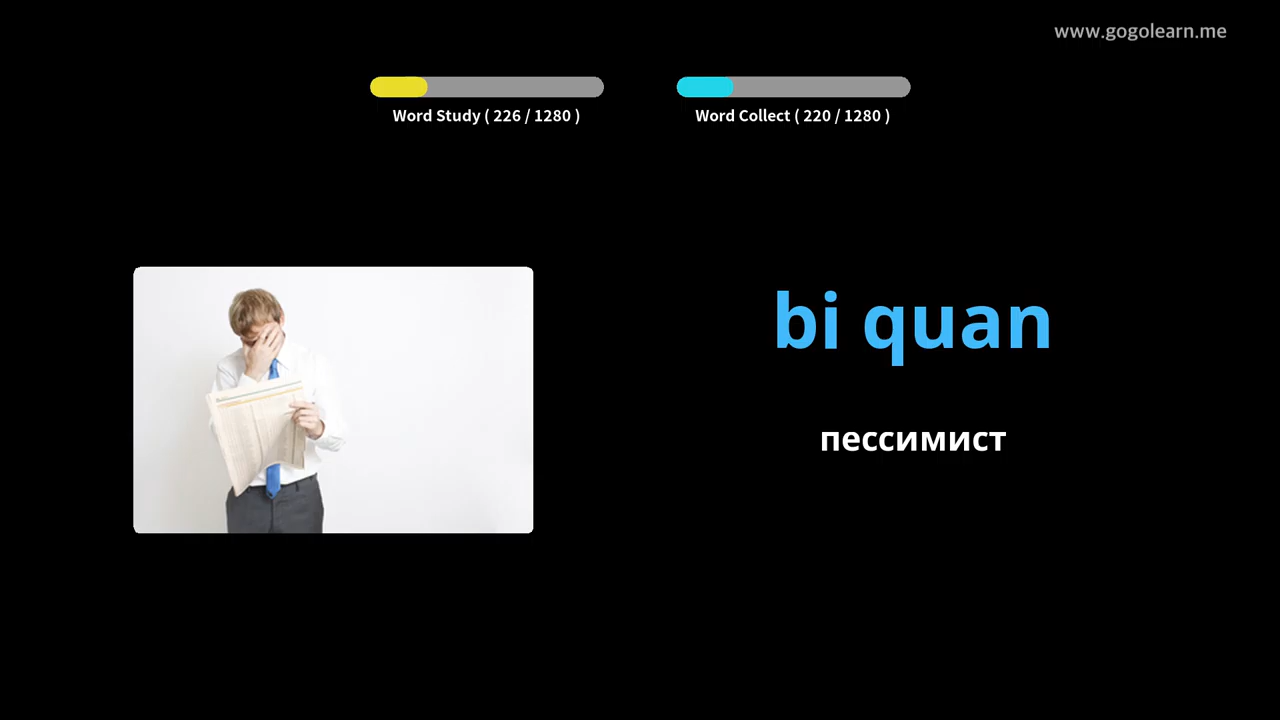 www.gogolearn.me
Word Study ( 226 / 1280 )
Word Collect ( 220 / 1280 )
bi quan
пессимист